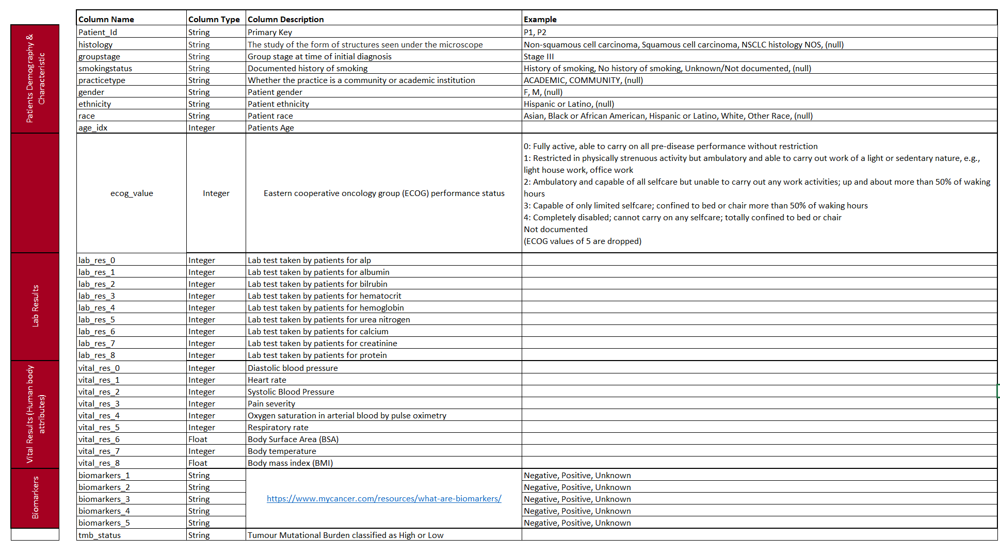 Column Name Column Type Column Description Example
Patients Demography & Characteristic
Patient_Id String Primary Key P1, P2
histology String The study of the form of structures seen under the microscope Non-squamous cell carcinoma, Squamous cell carcinoma, NSCLC histology NOS, (null)
groupstage String Group stage at time of initial diagnosis Stage III
smokingstatus String Documented history of smoking History of smoking, No history of smoking, Unknown/Not documented, (null)
practicetype String Whether the practice is a community or academic institution ACADEMIC, COMMUNITY, (null)
gender String Patient gender F, M, (null)
ethnicity String Patient ethnicity Hispanic or Latino, (null)
race String Patient race Asian, Black or African American, Hispanic or Latino, White, Other Race, (null)
age_idx Integer Patients Age
ecog_value Integer Eastern cooperative oncology group (ECOG) performance status
0: Fully active, able to carry on all pre-disease performance without restriction
1: Restricted in physically strenuous activity but ambulatory and able to carry out work of a light or sedentary nature, e.g.,
light house work, office work
2: Ambulatory and capable of all selfcare but unable to carry out any work activities; up and about more than 50% of waking
hours
3: Capable of only limited selfcare; confined to bed or chair more than 50% of waking hours
4: Completely disabled; cannot carry on any selfcare; totally confined to bed or chair
Not documented
(ECOG values of 5 are dropped)
Lab Results
lab_res_0 Integer Lab test taken by patients for alp
lab_res_1 Integer Lab test taken by patients for albumin
lab_res_2 Integer Lab test taken by patients for bilrubin
lab_res_3 Integer Lab test taken by patients for hematocrit
lab_res_4 Integer Lab test taken by patients for hemoglobin
lab_res_5 Integer Lab test taken by patients for urea nitrogen
lab_res_6 Integer Lab test taken by patients for calcium
lab_res_7 Integer Lab test taken by patients for creatinine
lab_res_8 Integer Lab test taken by patients for protein
Vital Results (Human body attributes)
vital_res_0 Integer Diastolic blood pressure
vital_res_1 Integer Heart rate
vital_res_2 Integer Systolic Blood Pressure
vital_res_3 Integer Pain severity
vital_res_4 Integer Oxygen saturation in arterial blood by pulse oximetry
vital_res_5 Integer Respiratory rate
vital_res_6 Float Body Surface Area (BSA)
vital_res_7 Integer Body temperature
vital_res_8 Float Body mass index (BMI)
Biomarkers
biomarkers_1 String Negative, Positive, Unknown
biomarkers_2 String Negative, Positive, Unknown
biomarkers_3 String https://www.mycancer.com/resources/what-are-biomarkers/ Negative, Positive, Unknown
biomarkers_4 String Negative, Positive, Unknown
biomarkers_5 String Negative, Positive, Unknown
tmb_status String Tumour Mutational Burden classified as High or Low